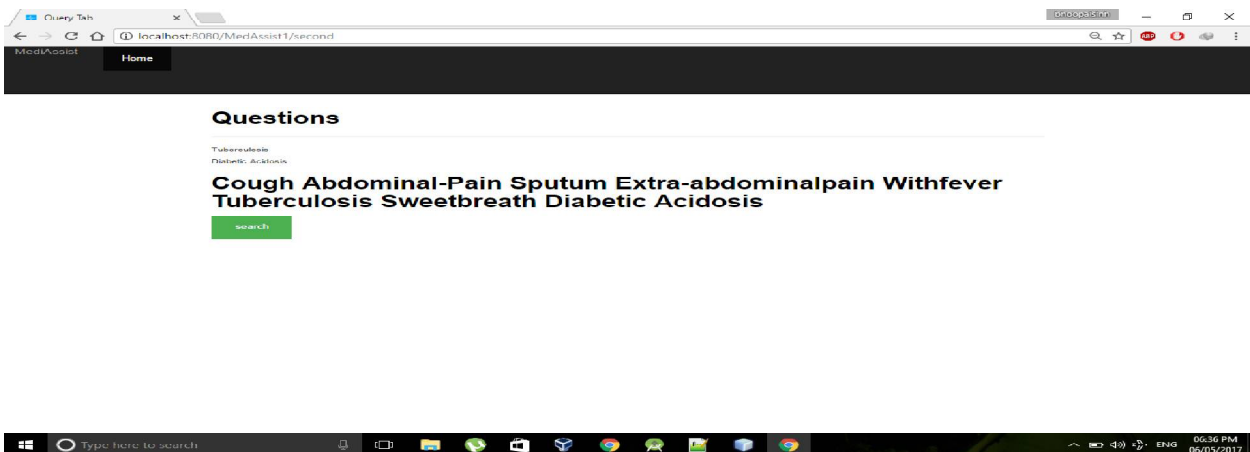 Query Tab
localhost:8080/MedAssist1/second
ABP
MediAssist
Home
Questions
Tuberculosis
Diabetic Acidosis
Cough Abdominal-Pain Sputum Extra-abdominalpain Withfever
Tuberculosis Sweetbreath Diabetic Acidosis
search
Type here to search
ENG
06:36 PM
06/05/2017